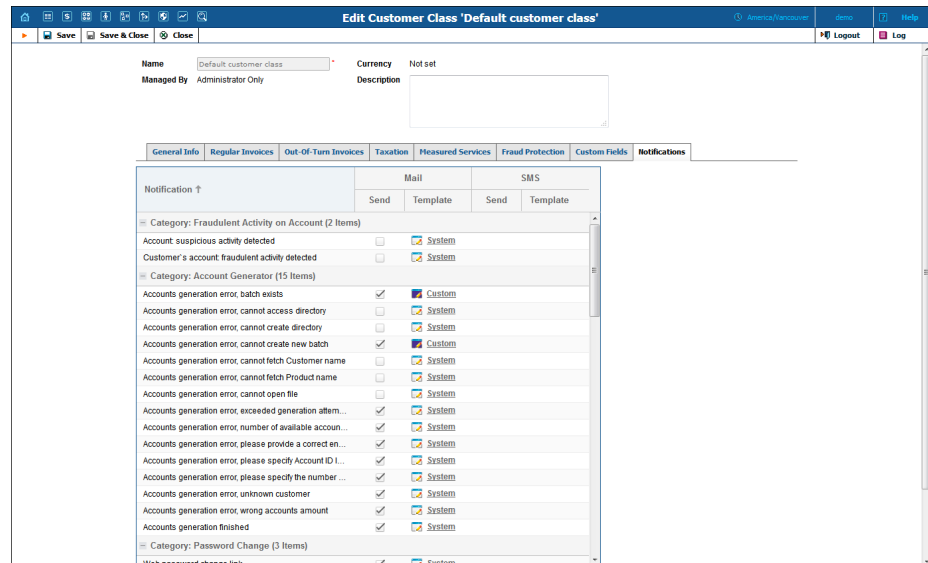 Edit Customer Class 'Default customer class'
America/Vancouver
demo
Help
Save
Save & Close
Close
Logout
Log
Name Default customer class * Currency Not set
Managed By Administrator Only Description
General Info Regular Invoices Out-Of-Turn Invoices Taxation Measured Services Fraud Protection Custom Fields Notifications
Notification Mail SMS
Send Template Send Template
Category: Fraudulent Activity on Account (2 Items)
Account: suspicious activity detected System
Customer's account: fraudulent activity detected System
Category: Account Generator (15 Items)
Accounts generation error, batch exists Custom
Accounts generation error, cannot access directory System
Accounts generation error, cannot create directory System
Accounts generation error, cannot create new batch Custom
Accounts generation error, cannot fetch Customer name System
Accounts generation error, cannot fetch Product name System
Accounts generation error, cannot open file System
Accounts generation error, exceeded generation attem... System
Accounts generation error, number of available accoun... System
Accounts generation error, please provide a correct en... System
Accounts generation error, please specify Account ID l... System
Accounts generation error, please specify the number ... System
Accounts generation error, unknown customer System
Accounts generation error, wrong accounts amount System
Accounts generation finished System
Category: Password Change (3 Items)
Web password change link System